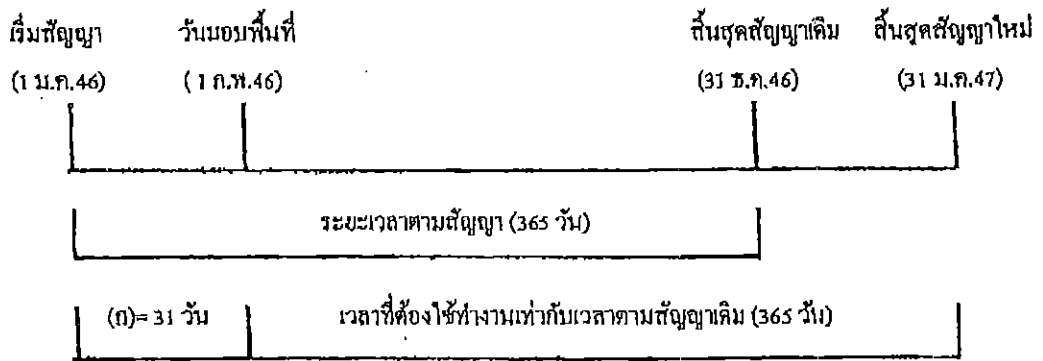 เริ่มสัญญา วันมอบพื้นที่ สิ้นสุดสัญญาเดิม สิ้นสุดสัญญาใหม่
(1 ม.ค.46) (1 ก.พ.46) (31 ธ.ค.46) (31 ม.ค.47)
ระยะเวลาตามสัญญา (365 วัน)
(ก)= 31 วัน เวลาที่ต้องใช้ทำงานเท่ากับเวลาตามสัญญาเดิม (365 วัน)